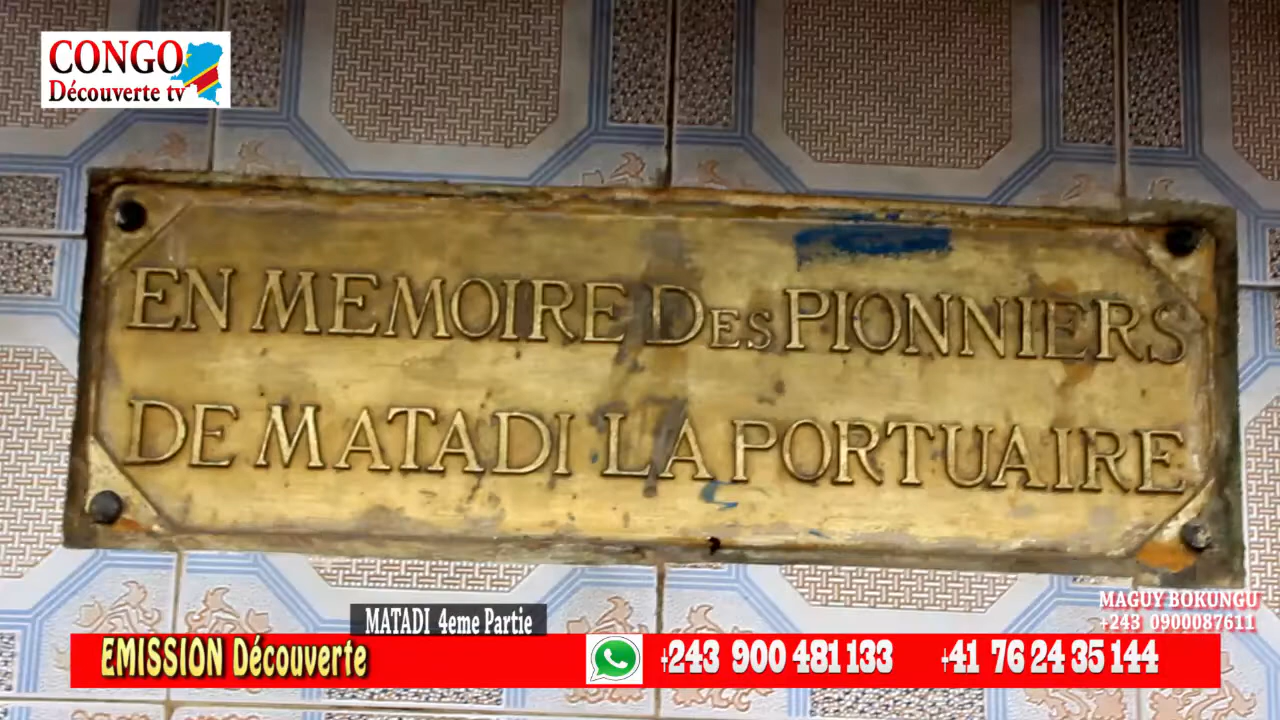 CONGO
Découverte tv
EN MEMOIRE DES PIONNIERS
DE MATADI LA PORTUAIRE
MAGUY BOKUNGU
+243 0900087611
MATADI 4eme Partie
EMISSION Découverte
+243 900 481 133
+41 76 24 35 144